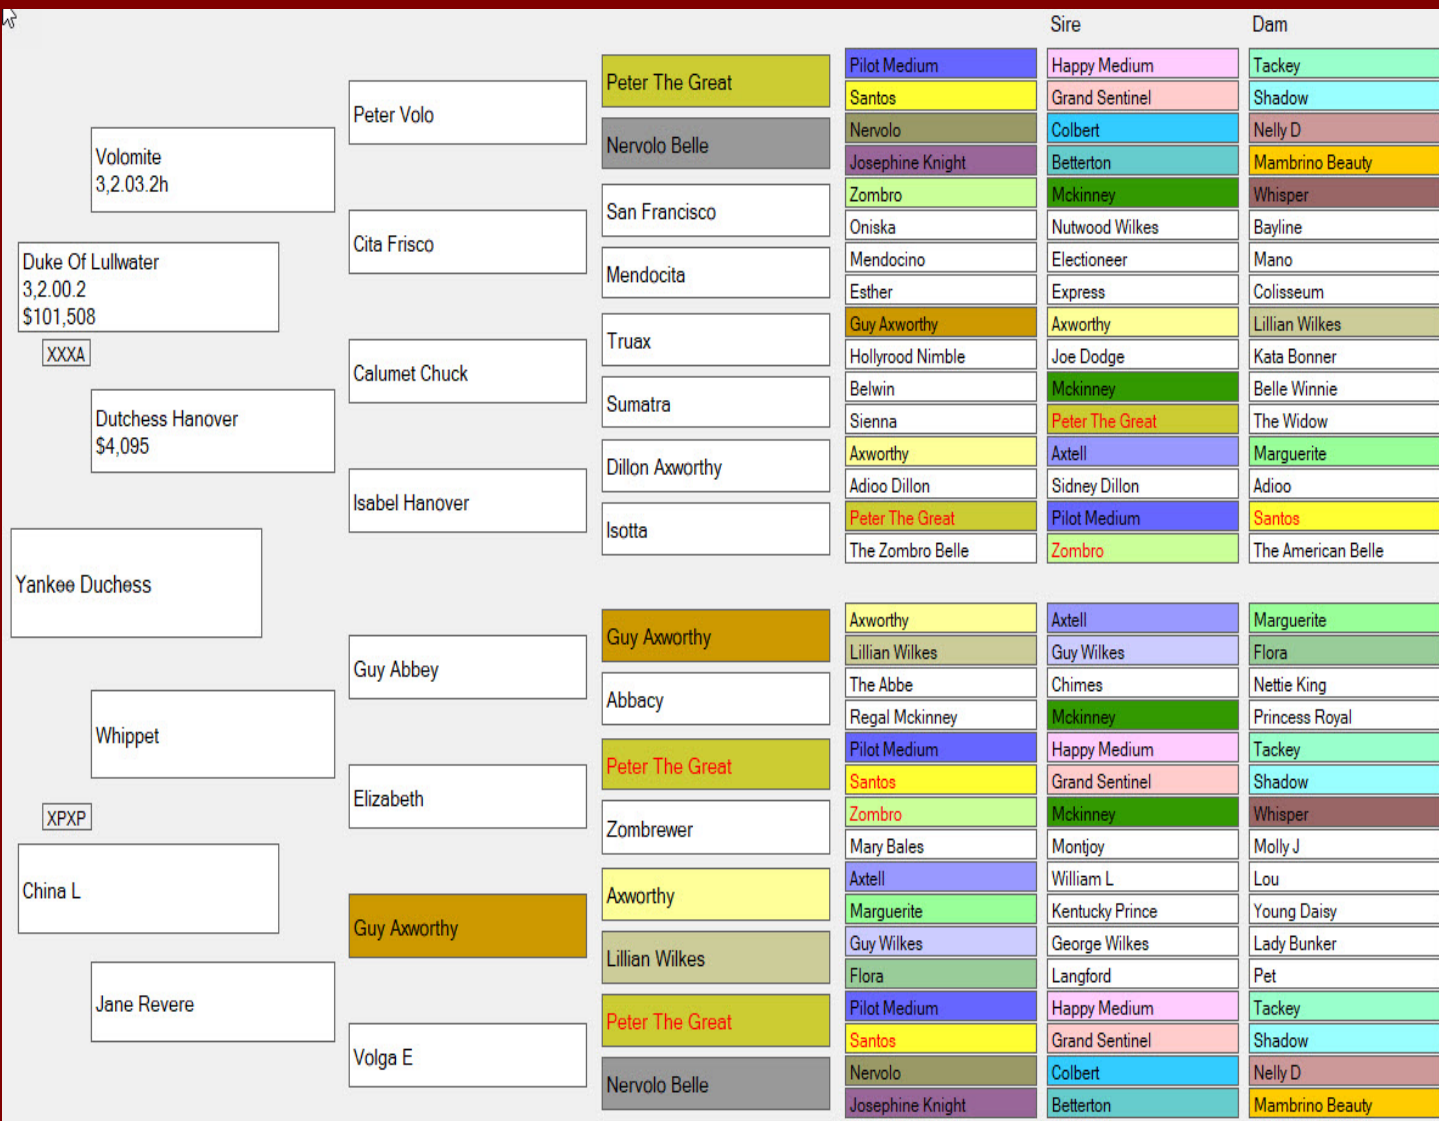 Sire
Dam
Yankee Duchess
Duke Of Lullwater
3,2.00.2
$101,508
XXXA
XPXP
China L
Volomite
3,2.03.2h
Dutchess Hanover
$4,095
Whippet
Jane Revere
Peter Volo
Cita Frisco
Calumet Chuck
Isabel Hanover
Guy Abbey
Elizabeth
Guy Axworthy
Volga E
Peter The Great
Nervolo Belle
San Francisco
Mendocita
Truax
Sumatra
Dillon Axworthy
Isotta
Guy Axworthy
Abbacy
Peter The Great
Zombrewer
Axworthy
Lillian Wilkes
Peter The Great
Nervolo Belle
Pilot Medium
Happy Medium
Tackey
Santos
Grand Sentinel
Shadow
Nervolo
Colbert
Nelly D
Josephine Knight
Betterton
Mambrino Beauty
Zombro
Mckinney
Whisper
Oniska
Nutwood Wilkes
Bayline
Mendocino
Electioneer
Mano
Esther
Express
Colisseum
Guy Axworthy
Axworthy
Lillian Wilkes
Hollyrood Nimble
Joe Dodge
Kata Bonner
Belwin
Mckinney
Belle Winnie
Sienna
Peter The Great
The Widow
Axworthy
Axtell
Marguerite
Adioo Dillon
Sidney Dillon
Adioo
Peter The Great
Pilot Medium
Santos
The Zombro Belle
Zombro
The American Belle
Axworthy
Axtell
Marguerite
Lillian Wilkes
Guy Wilkes
Flora
The Abbe
Chimes
Nettie King
Regal Mckinney
Mckinney
Princess Royal
Pilot Medium
Happy Medium
Tackey
Santos
Grand Sentinel
Shadow
Zombro
Mckinney
Whisper
Mary Bales
Montjoy
Molly J
Axtell
William L
Lou
Marguerite
Kentucky Prince
Young Daisy
Guy Wilkes
George Wilkes
Lady Bunker
Flora
Langford
Pet
Pilot Medium
Happy Medium
Tackey
Santos
Grand Sentinel
Shadow
Nervolo
Colbert
Nelly D
Josephine Knight
Betterton
Mambrino Beauty